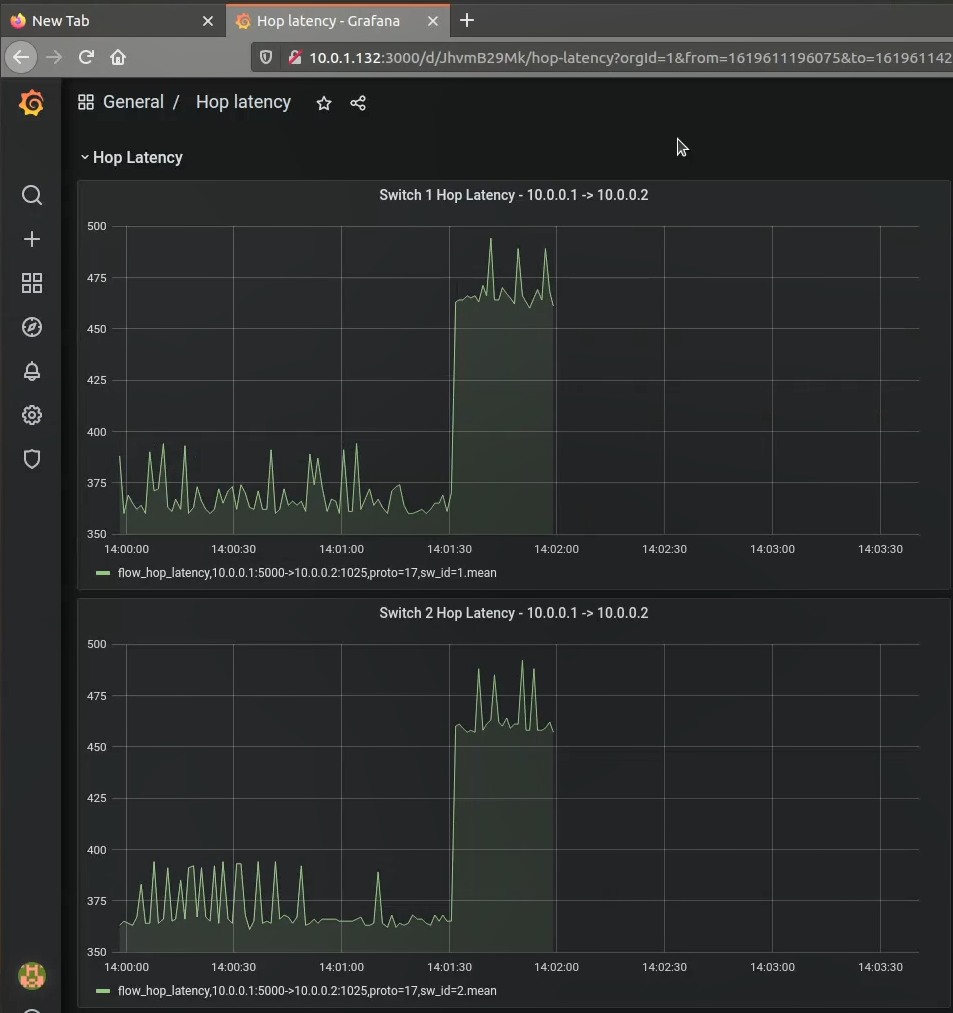 New Tab
Hop latency - Grafana
10.0.1.132:3000/d/JhvmB29Mk/hop-latency?orgId=1&from=1619611196075&to=161961142
General / Hop latency
Hop Latency
Switch 1 Hop Latency - 10.0.0.1 -> 10.0.0.2
500
475
450
425
400
375
350
14:00:00 14:00:30 14:01:00 14:01:30 14:02:00 14:02:30 14:03:00 14:03:30
flow_hop_latency,10.0.0.1:5000->10.0.0.2:1025,proto=17,sw_id=1.mean
Switch 2 Hop Latency - 10.0.0.1 -> 10.0.0.2
500
475
450
425
400
375
350
14:00:00 14:00:30 14:01:00 14:01:30 14:02:00 14:02:30 14:03:00 14:03:30
flow_hop_latency,10.0.0.1:5000->10.0.0.2:1025,proto=17,sw_id=2.mean